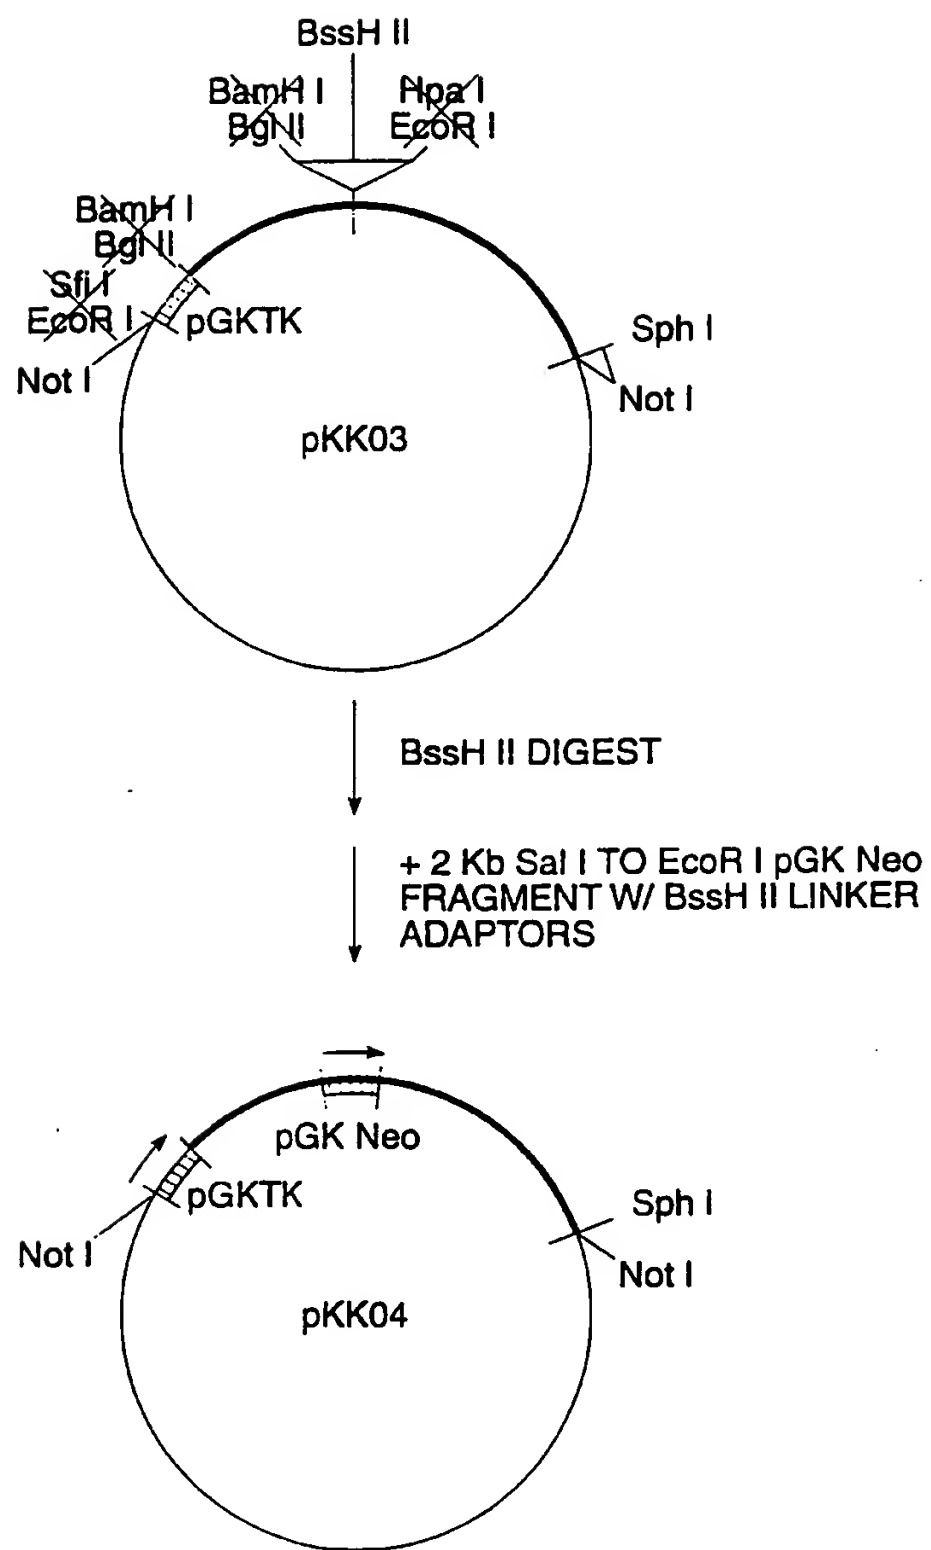 BssH II
BamH I
Bgl II
Hpa I
EcoR I
BamH I
Bgl II
Sfi I
EcoR I
pGKTK
Not I
Sph I
Not I
pKK03
BssH II DIGEST
+ 2 Kb Sal I TO EcoR I pGK Neo
FRAGMENT W/ BssH II LINKER
ADAPTORS
pGK Neo
pGKTK
Not I
Sph I
Not I
pKK04